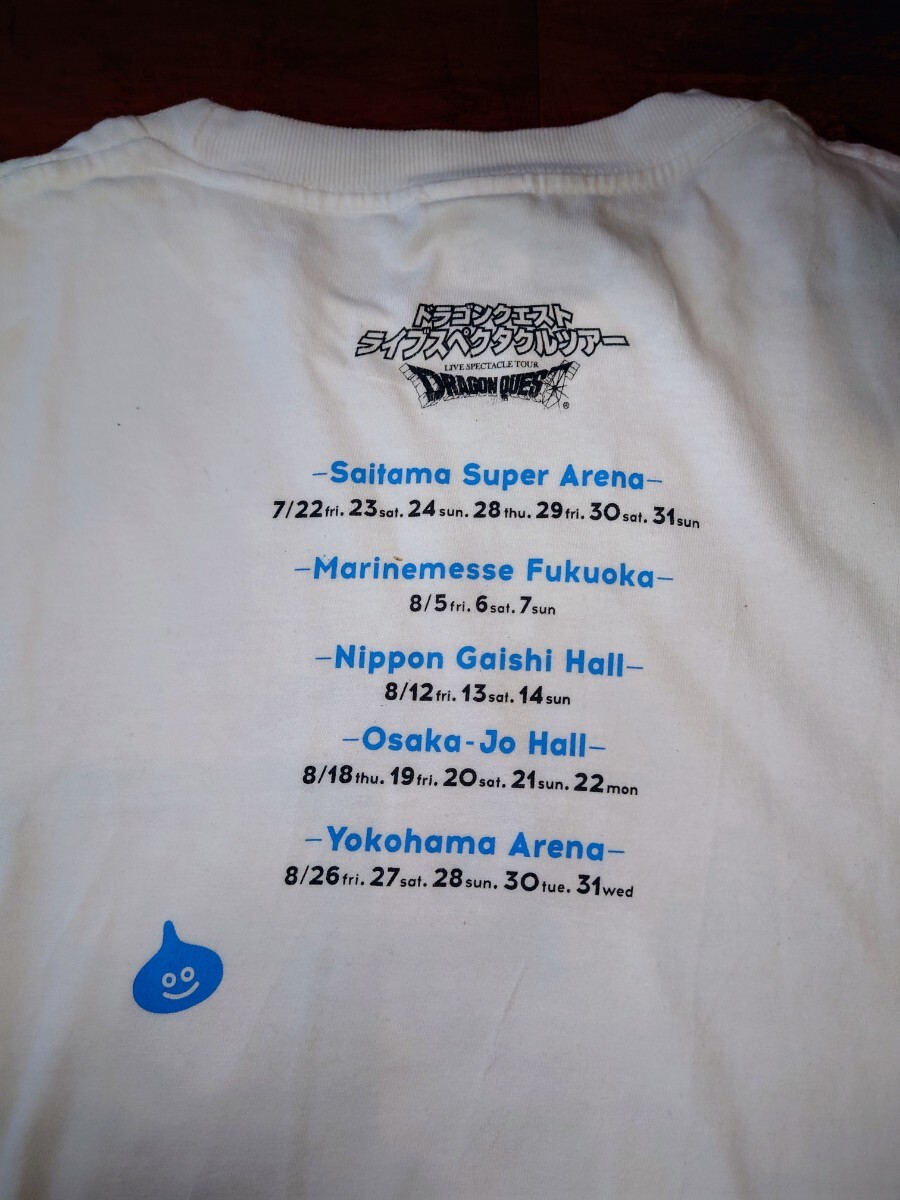 ドラゴンクエスト
ライブスペクタクルツアー
LIVE SPECTACLE TOUR
DRAGON QUEST
®
-Saitama Super Arena-
7/22fri. 23sat. 24sun. 28thu. 29fri. 30sat. 31sun
-Marinemesse Fukuoka-
8/5fri. 6sat. 7sun
-Nippon Gaishi Hall-
8/12fri. 13sat. 14sun
-Osaka-Jo Hall-
8/18thu. 19fri. 20sat. 21sun. 22mon
-Yokohama Arena-
8/26fri. 27sat. 28sun. 30tue. 31wed